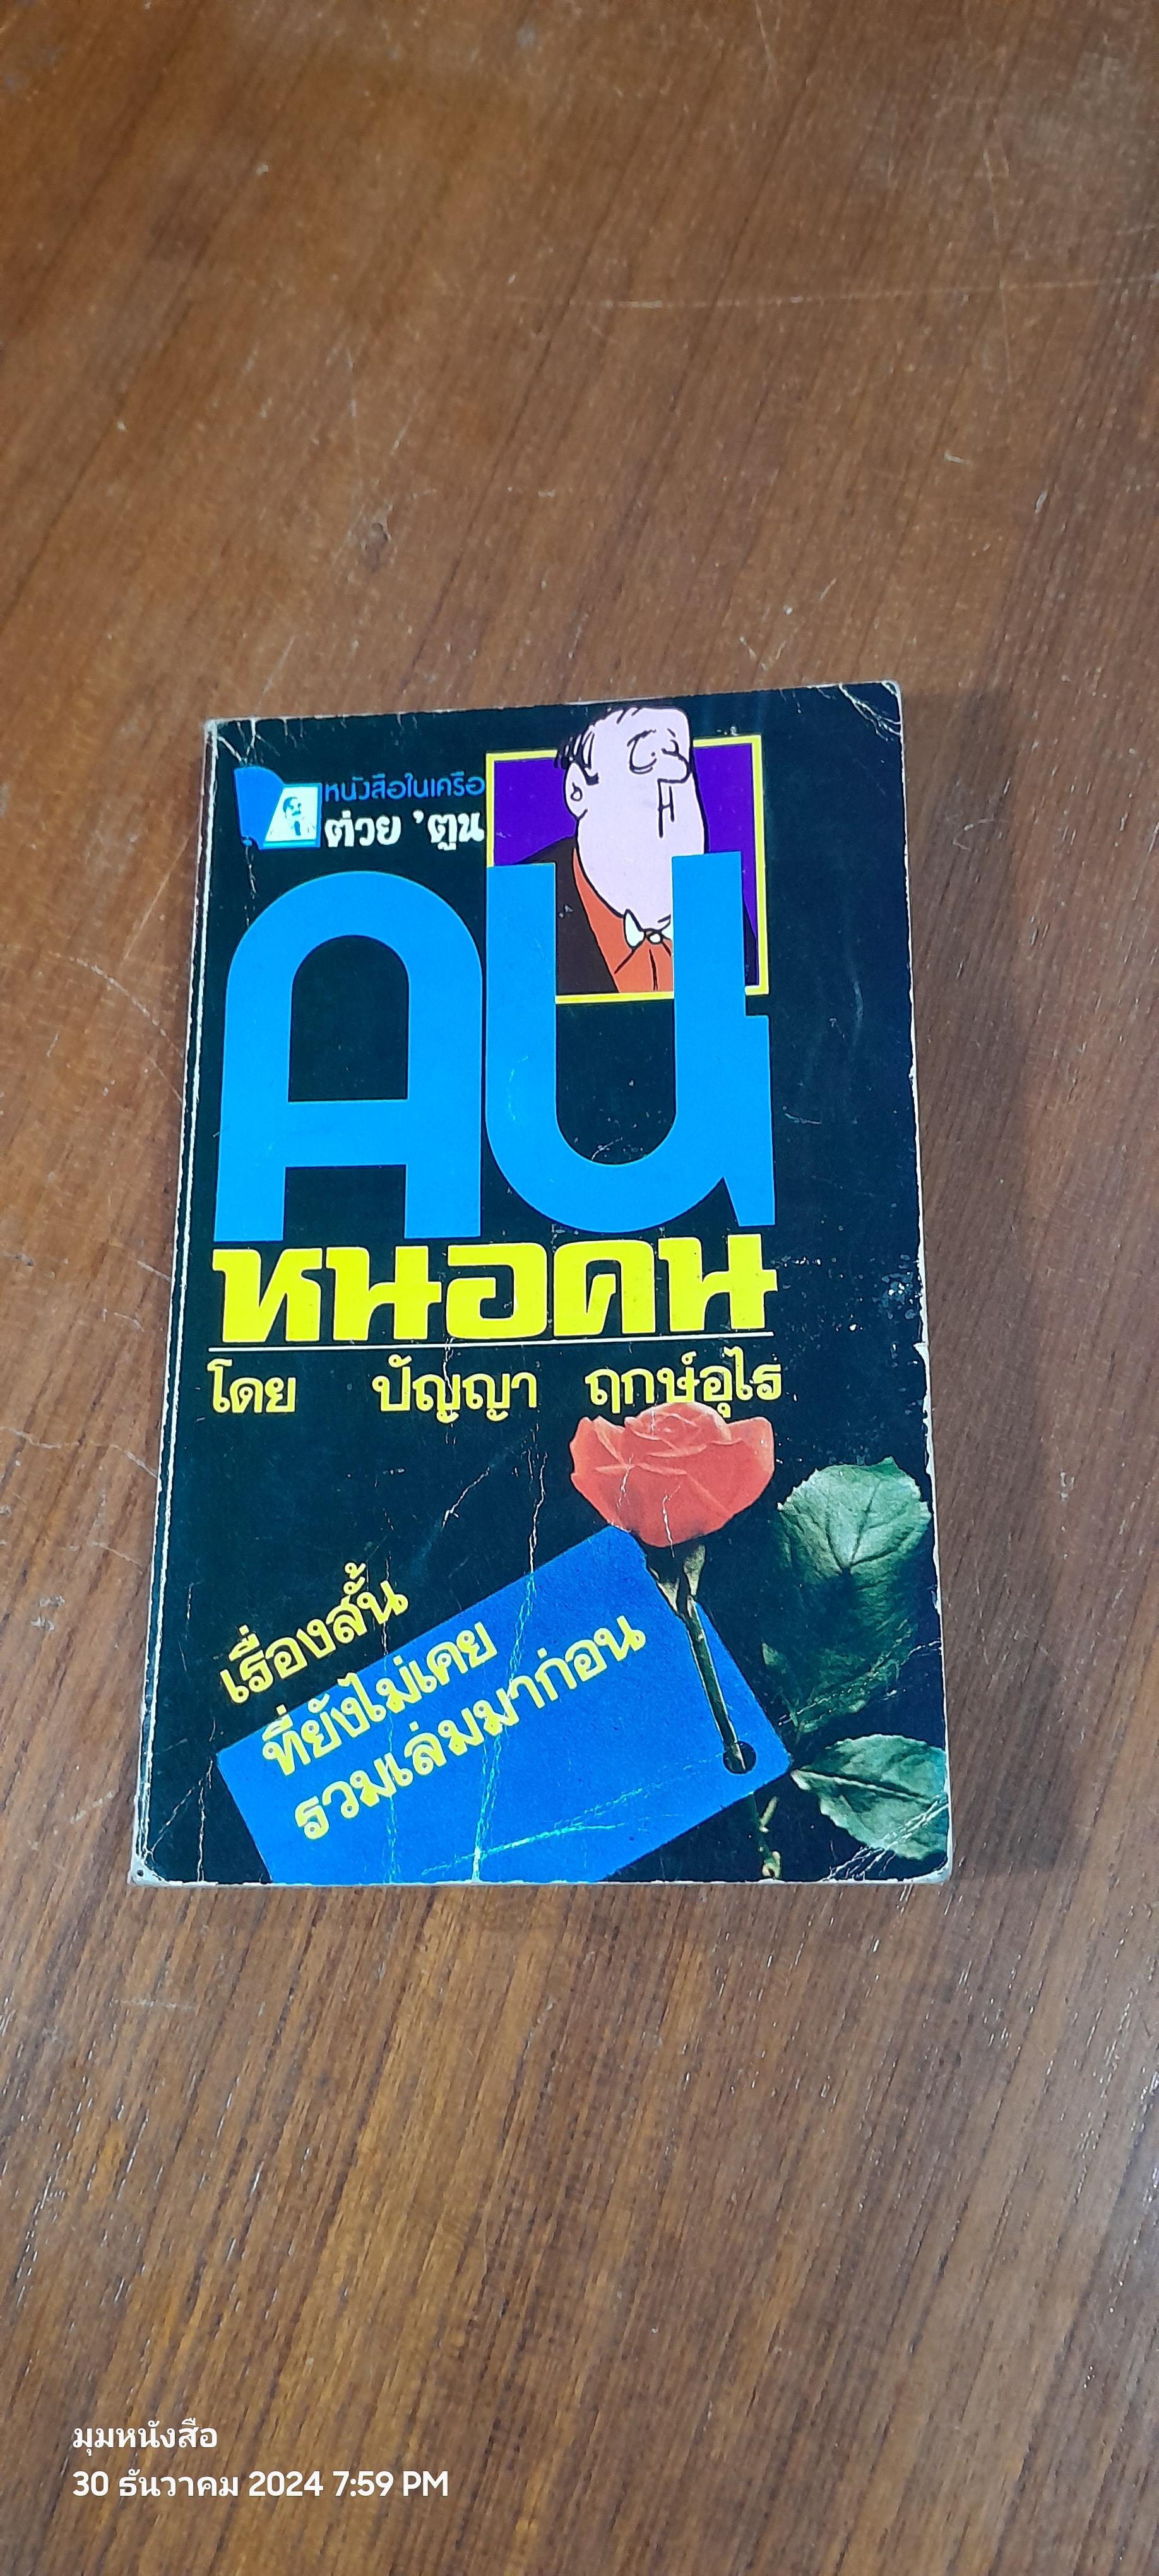 หนังสือในเครือ
ต่วย 'ตูน
คน
หนอคน
โดย ปัญญา ฤกษ์อุไร
เรื่องสั้น
ที่ยังไม่เคย
รวมเล่มมาก่อน
มุมหนังสือ
30 ธันวาคม 2024 7:59 PM